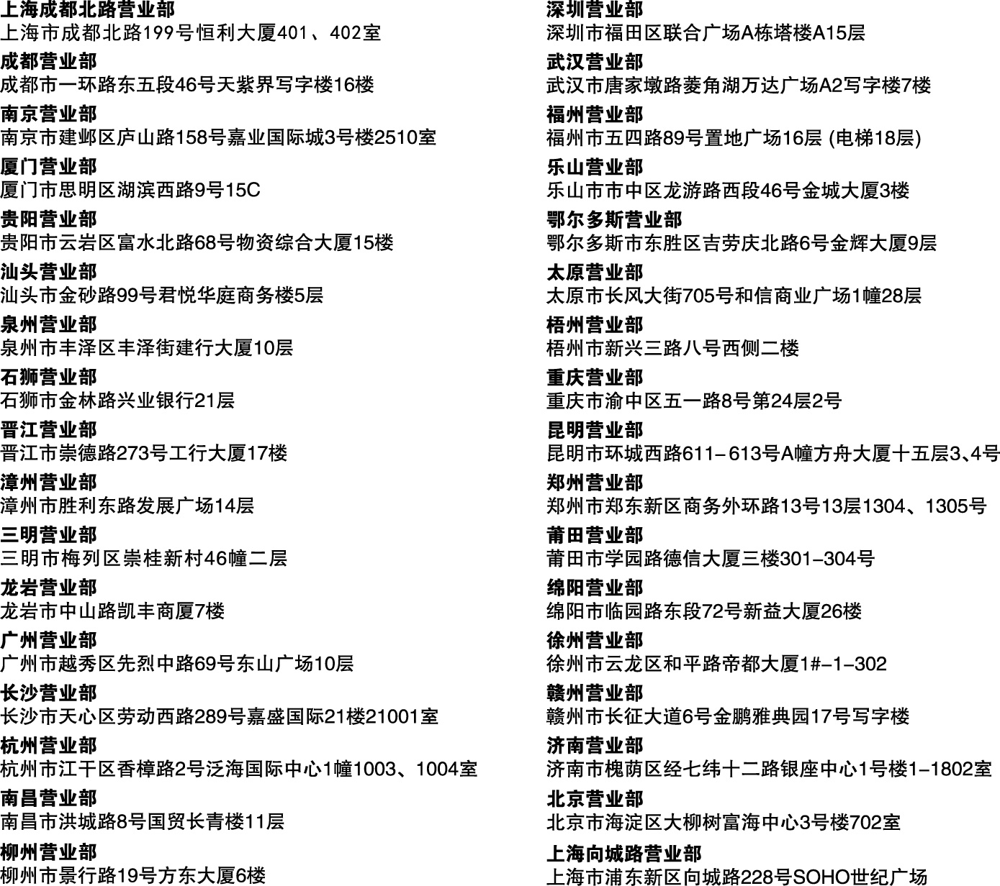 上海成都北路营业部
上海市成都北路199号恒利大厦401、402室
成都营业部
成都市一环路东五段46号天紫界写字楼16楼
南京营业部
南京市建邺区庐山路158号嘉业国际城3号楼2510室
厦门营业部
厦门市思明区湖滨西路9号15C
贵阳营业部
贵阳市云岩区富水北路68号物资综合大厦15楼
汕头营业部
汕头市金砂路99号君悦华庭商务楼5层
泉州营业部
泉州市丰泽区丰泽街建行大厦10层
石狮营业部
石狮市金林路兴业银行21层
晋江营业部
晋江市崇德路273号工行大厦17楼
漳州营业部
漳州市胜利东路发展广场14层
三明营业部
三明市梅列区崇桂新村46幢二层
龙岩营业部
龙岩市中山路凯丰商厦7楼
广州营业部
广州市越秀区先烈中路69号东山广场10层
长沙营业部
长沙市天心区劳动西路289号嘉盛国际21楼21001室
杭州营业部
杭州市江干区香樟路2号泛海国际中心1幢1003、1004室
南昌营业部
南昌市洪城路8号国贸长青楼11层
柳州营业部
柳州市景行路19号方东大厦6楼
深圳营业部
深圳市福田区联合广场A栋塔楼A15层
武汉营业部
武汉市唐家墩路菱角湖万达广场A2写字楼7楼
福州营业部
福州市五四路89号置地广场16层 (电梯18层)
乐山营业部
乐山市市中区龙游路西段46号金城大厦3楼
鄂尔多斯营业部
鄂尔多斯市东胜区吉劳庆北路6号金辉大厦9层
太原营业部
太原市长风大街705号和信商业广场1幢28层
梧州营业部
梧州市新兴三路八号西侧二楼
重庆营业部
重庆市渝中区五一路8号第24层2号
昆明营业部
昆明市环城西路611–613号A幢方舟大厦十五层3、4号
郑州营业部
郑州市郑东新区商务外环路13号13层1304、1305号
莆田营业部
莆田市学园路德信大厦三楼301–304号
绵阳营业部
绵阳市临园路东段72号新益大厦26楼
徐州营业部
徐州市云龙区和平路帝都大厦1#–1–302
赣州营业部
赣州市长征大道6号金鹏雅典园17号写字楼
济南营业部
济南市槐荫区经七纬十二路银座中心1号楼1–1802室
北京营业部
北京市海淀区大柳树富海中心3号楼702室
上海向城路营业部
上海市浦东新区向城路228号SOHO世纪广场